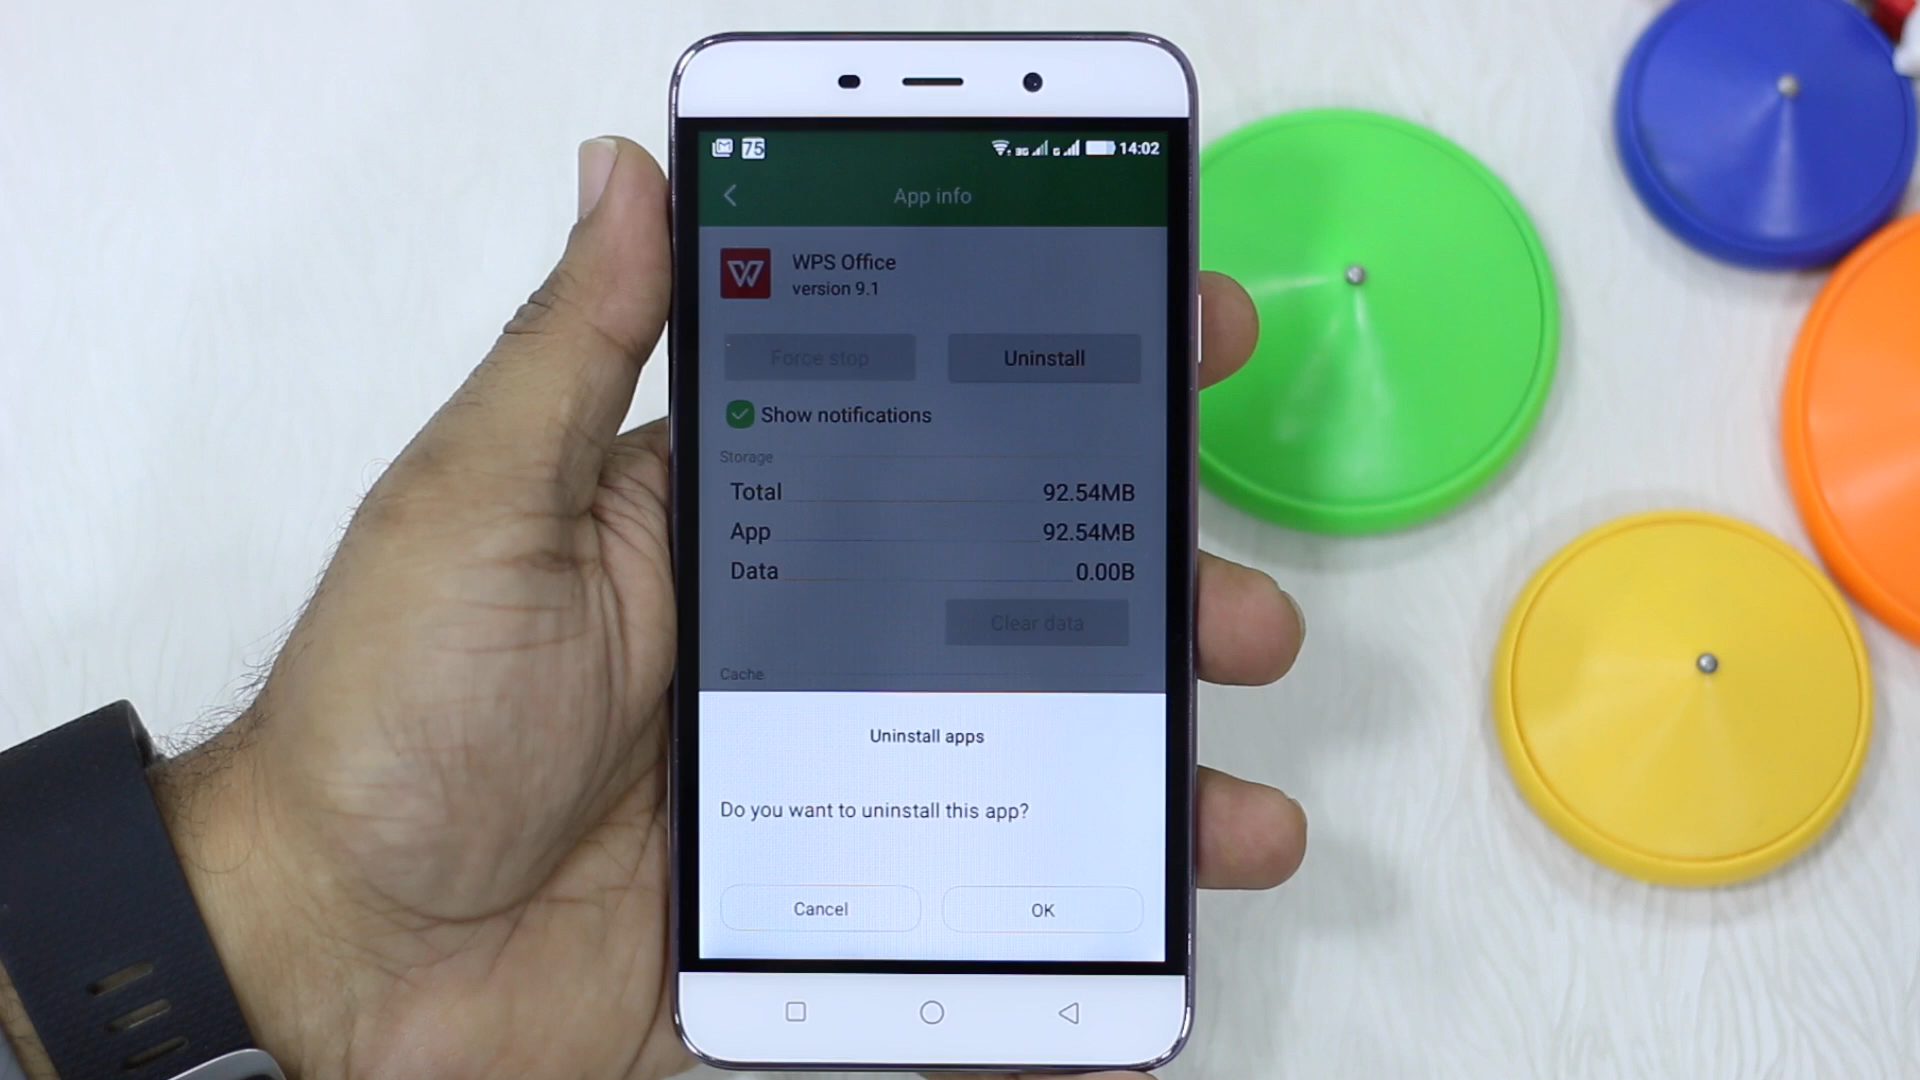 75 3G G 14:02
App info
W
WPS Office
version 9.1
Force stop Uninstall
Show notifications
Storage
Total 92.54MB
App 92.54MB
Data 0.00B
Clear data
Cache
Uninstall apps
Do you want to uninstall this app?
Cancel OK